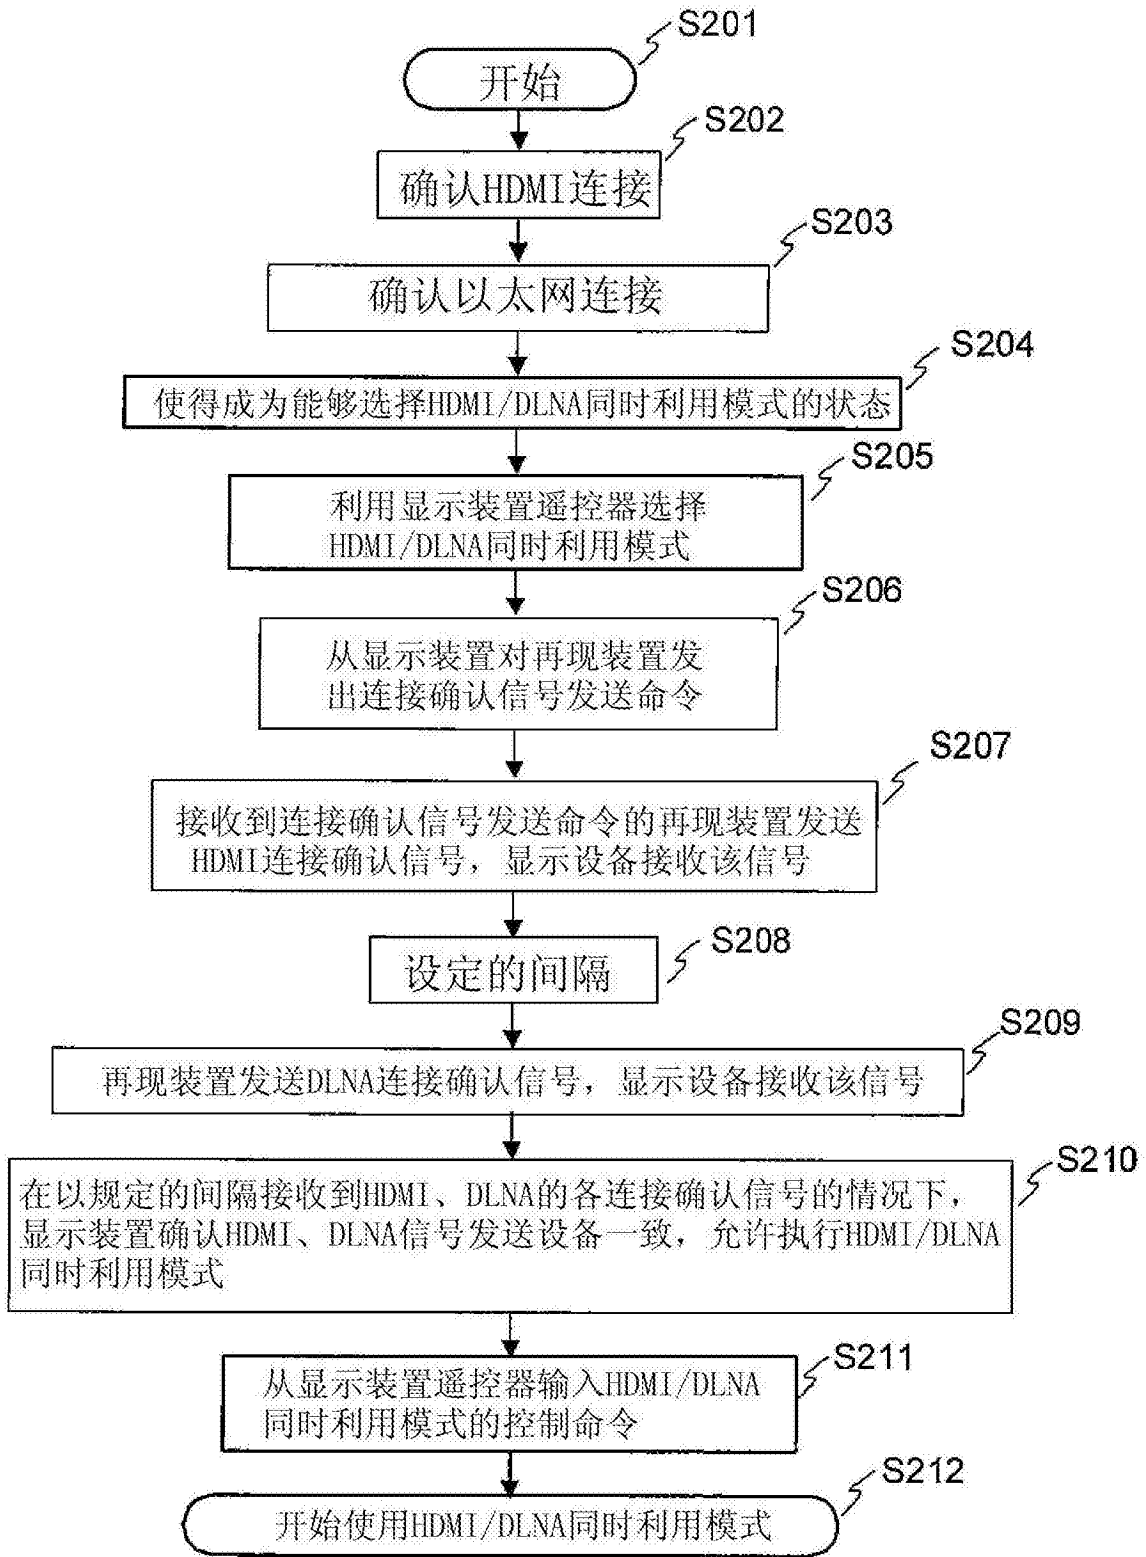 S201
开始
S202
确认HDMI连接
S203
确认以太网连接
S204
使得成为能够选择HDMI/DLNA同时利用模式的状态
S205
利用显示装置遥控器选择
HDMI/DLNA同时利用模式
S206
从显示装置对再现装置发
出连接确认信号发送命令
S207
接收到连接确认信号发送命令的再现装置发送
HDMI连接确认信号，显示设备接收该信号
S208
设定的间隔
S209
再现装置发送DLNA连接确认信号，显示设备接收该信号
S210
在以规定的间隔接收到HDMI、DLNA的各连接确认信号的情况下，
显示装置确认HDMI、DLNA信号发送设备一致，允许执行HDMI/DLNA
同时利用模式
S211
从显示装置遥控器输入HDMI/DLNA
同时利用模式的控制命令
S212
开始使用HDMI/DLNA同时利用模式